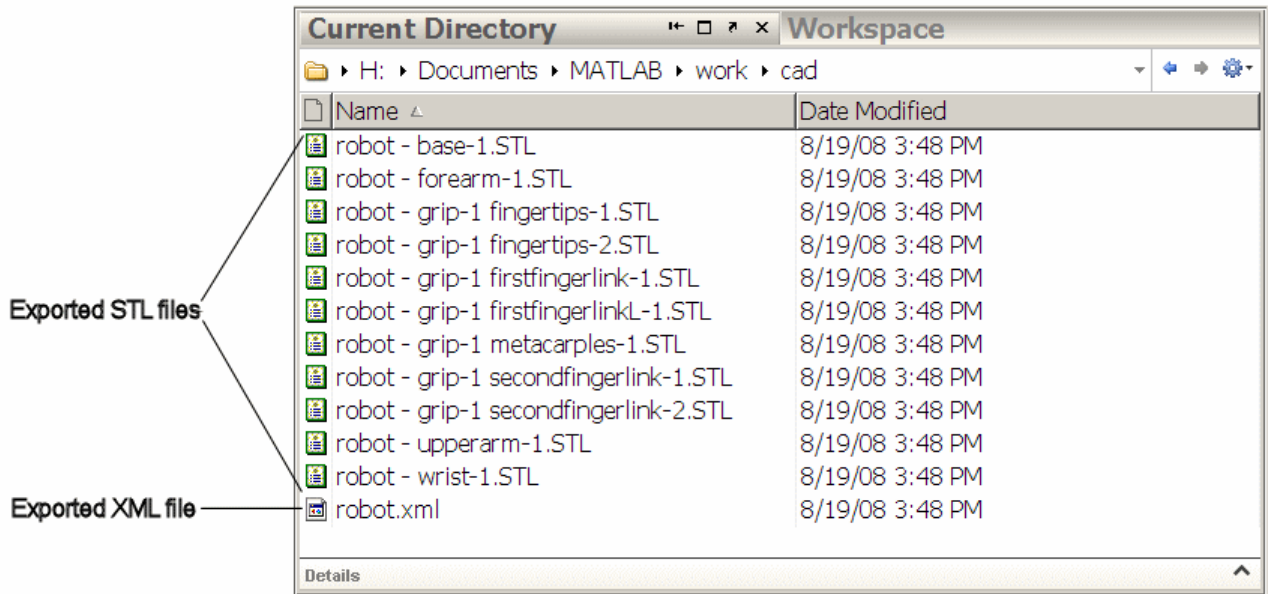 Current Directory Workspace
H: Documents MATLAB work cad
Name Date Modified
robot - base-1.STL 8/19/08 3:48 PM
robot - forearm-1.STL 8/19/08 3:48 PM
robot - grip-1 fingertips-1.STL 8/19/08 3:48 PM
robot - grip-1 fingertips-2.STL 8/19/08 3:48 PM
robot - grip-1 firstfingerlink-1.STL 8/19/08 3:48 PM
Exported STL files
robot - grip-1 firstfingerlinkL-1.STL 8/19/08 3:48 PM
robot - grip-1 metacarples-1.STL 8/19/08 3:48 PM
robot - grip-1 secondfingerlink-1.STL 8/19/08 3:48 PM
robot - grip-1 secondfingerlink-2.STL 8/19/08 3:48 PM
robot - upperarm-1.STL 8/19/08 3:48 PM
robot - wrist-1.STL 8/19/08 3:48 PM
Exported XML file
robot.xml 8/19/08 3:48 PM
Details